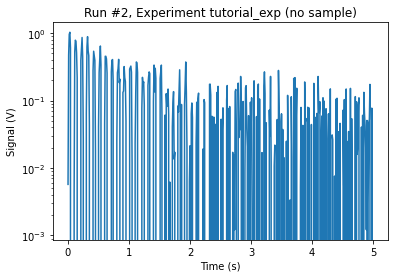 Run #2, Experiment tutorial_exp (no sample)
10⁰
10⁻¹
10⁻²
10⁻³
Signal (V)
0 1 2 3 4 5
Time (s)